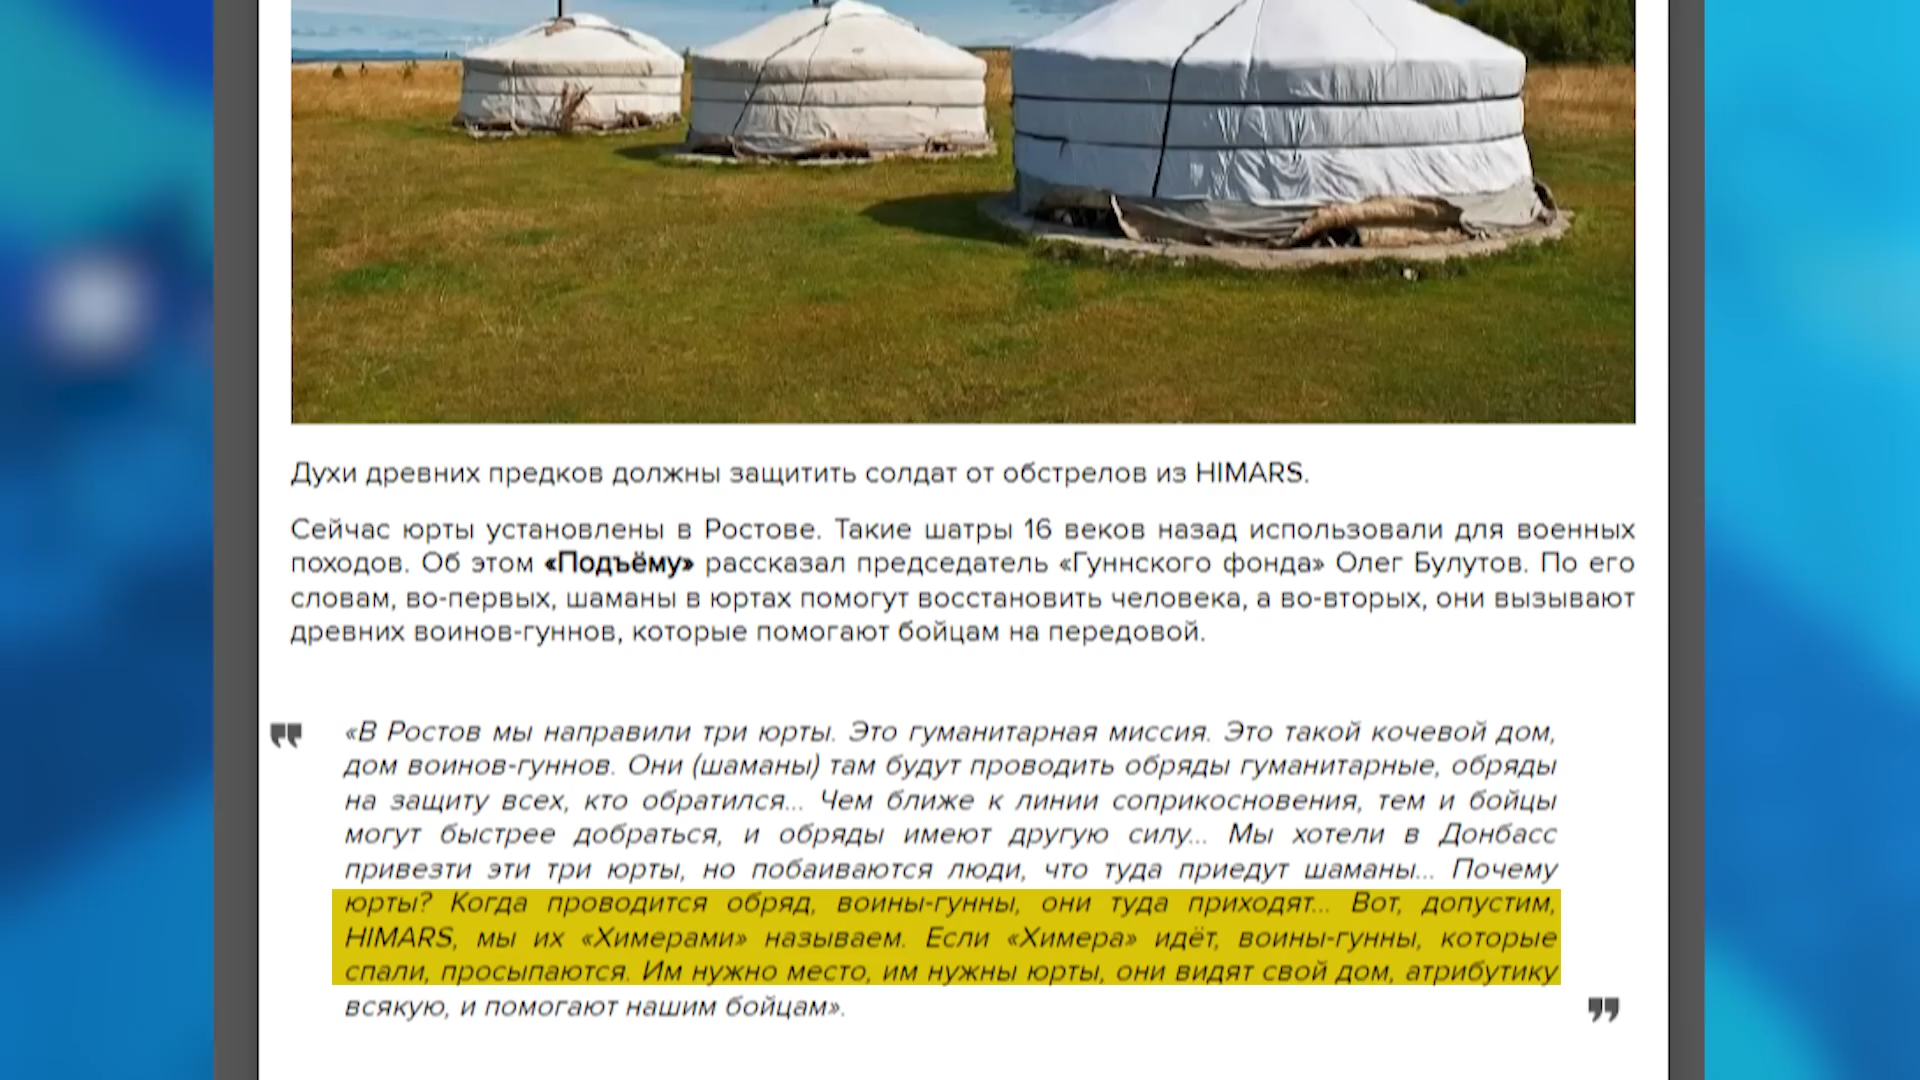 Духи древних предков должны защитить солдат от обстрелов из HIMARS.
Сейчас юрты установлены в Ростове. Такие шатры 16 веков назад использовали для военных
походов. Об этом «Подъёму» рассказал председатель «Гуннского фонда» Олег Булутов. По его
словам, во-первых, шаманы в юртах помогут восстановить человека, а во-вторых, они вызывают
древних воинов-гуннов, которые помогают бойцам на передовой.
«В Ростов мы направили три юрты. Это гуманитарная миссия. Это такой кочевой дом,
дом воинов-гуннов. Они (шаманы) там будут проводить обряды гуманитарные, обряды
на защиту всех, кто обратился... Чем ближе к линии соприкосновения, тем и бойцы
могут быстрее добраться, и обряды имеют другую силу... Мы хотели в Донбасс
привезти эти три юрты, но побаиваются люди, что туда приедут шаманы... Почему
юрты? Когда проводится обряд, воины-гунны, они туда приходят... Вот, допустим,
HIMARS, мы их «Химерами» называем. Если «Химера» идёт, воины-гунны, которые
спали, просыпаются. Им нужно место, им нужны юрты, они видят свой дом, атрибутику
всякую, и помогают нашим бойцам».